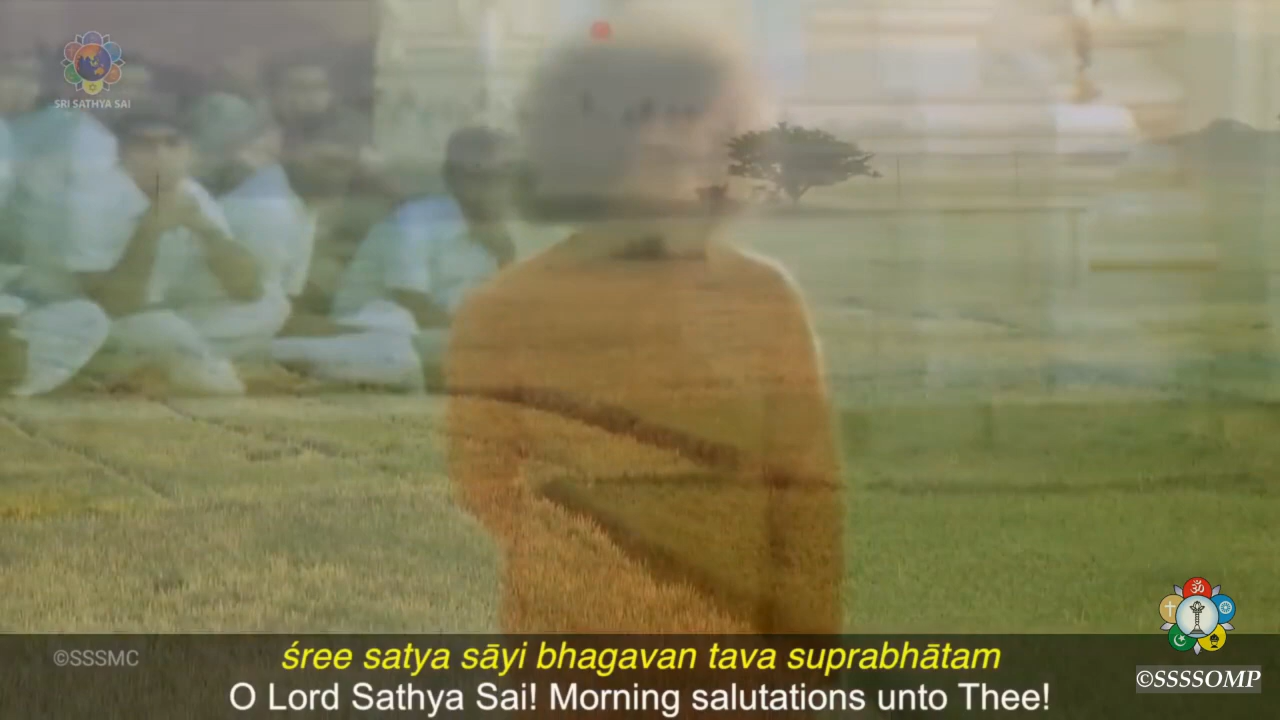 SRI SATHYA SAI
©SSSMC
śree satya sāyi bhagavan tava suprabhātam
O Lord Sathya Sai! Morning salutations unto Thee!
©SSSSOMP